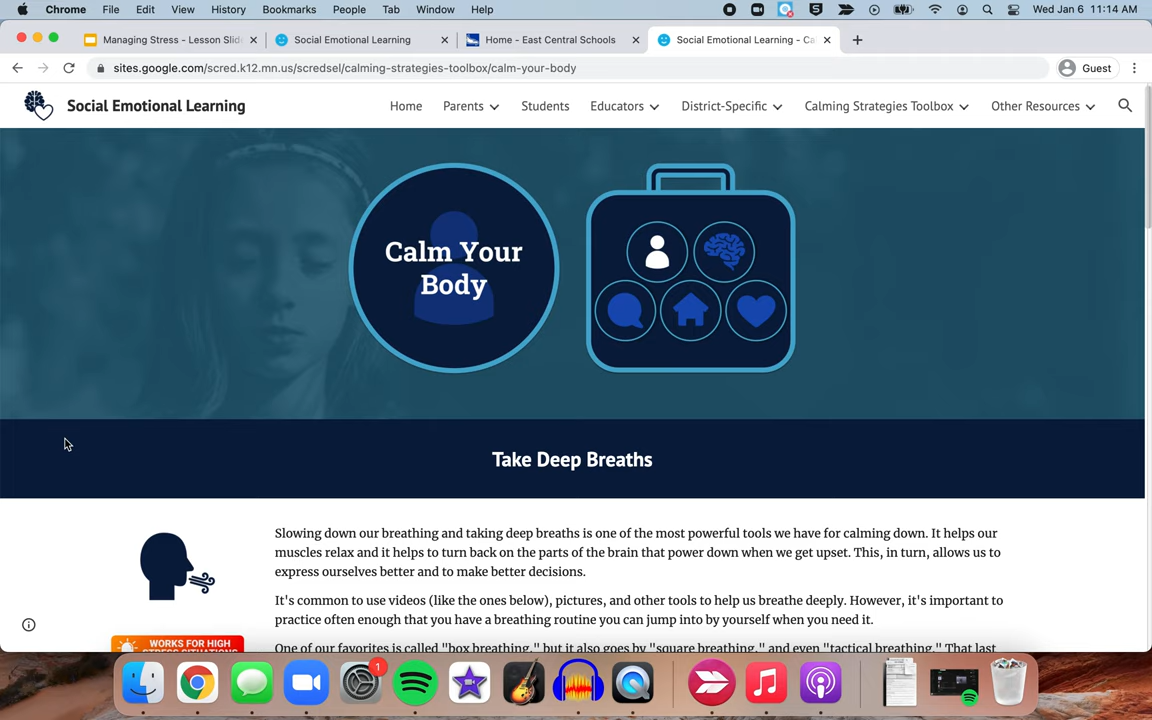 Chrome File Edit View History Bookmarks People Tab Window Help Wed Jan 6 11:14 AM
Managing Stress - Lesson Slid Social Emotional Learning Home - East Central Schools Social Emotional Learning - Ca
sites.google.com/scred.k12.mn.us/scredsel/calming-strategies-toolbox/calm-your-body Guest
Social Emotional Learning Home Parents Students Educators District-Specific Calming Strategies Toolbox Other Resources
Calm Your
Body
Take Deep Breaths
Slowing down our breathing and taking deep breaths is one of the most powerful tools we have for calming down. It helps our
muscles relax and it helps to turn back on the parts of the brain that power down when we get upset. This, in turn, allows us to
express ourselves better and to make better decisions.
It's common to use videos (like the ones below), pictures, and other tools to help us breathe deeply. However, it's important to
practice often enough that you have a breathing routine you can jump into by yourself when you need it.
WORKS FOR HIGH
One of our favorites is called "box breathing," but it also goes by "square breathing," and even "tactical breathing." That last
1